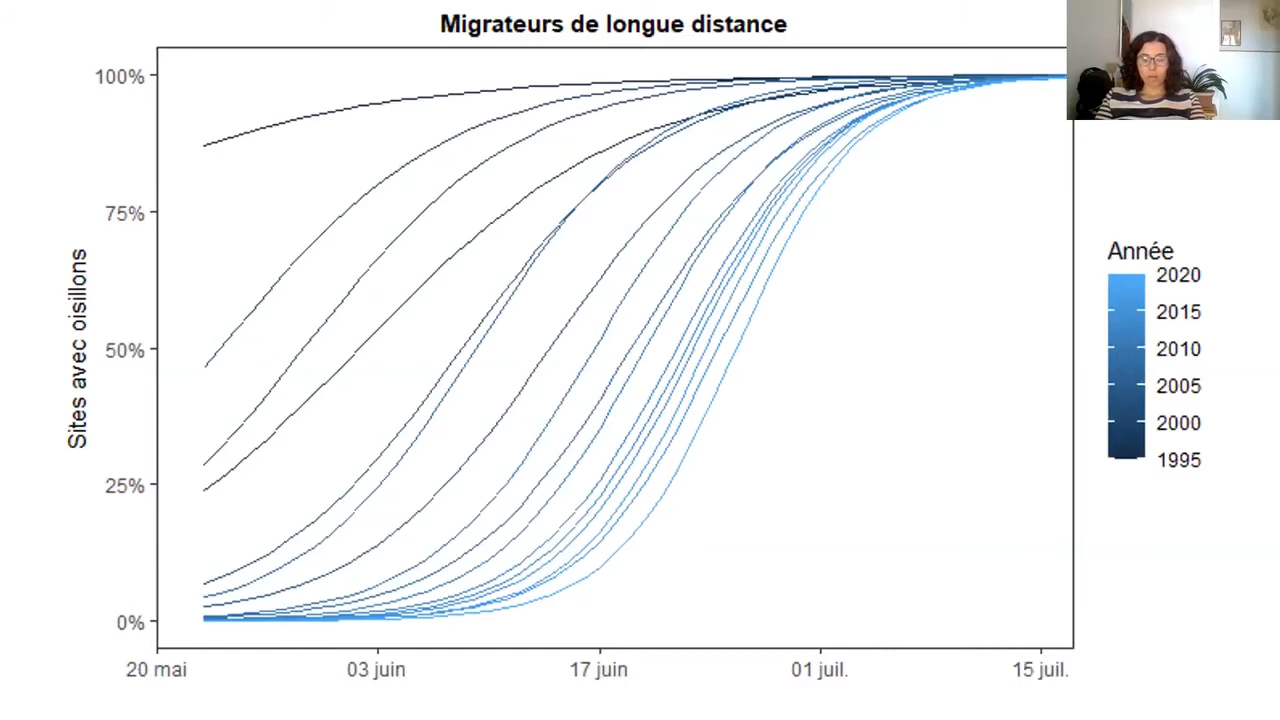 Migrateurs de longue distance
100%
75%
50%
25%
0%
Sites avec oisillons
20 mai
03 juin
17 juin
01 juil.
15 juil.
Année
2020
2015
2010
2005
2000
1995